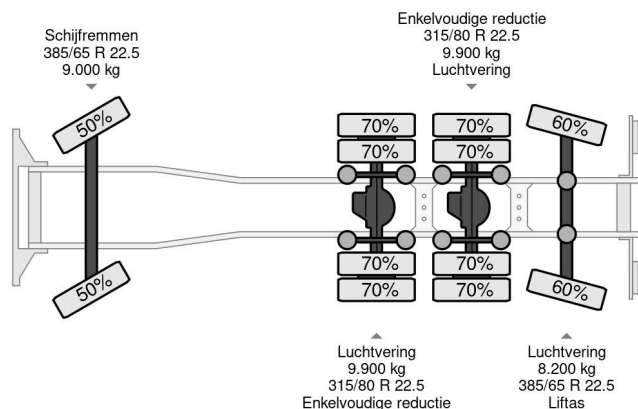 Schijfremmen
385/65 R 22.5
9.000 kg
Enkelvoudige reductie
315/80 R 22.5
9.900 kg
Luchtvering
50%
70%
70%
60%
70%
70%
50%
70%
70%
60%
70%
70%
Luchtvering
9.900 kg
315/80 R 22.5
Enkelvoudige reductie
Luchtvering
8.200 kg
385/65 R 22.5
Liftas